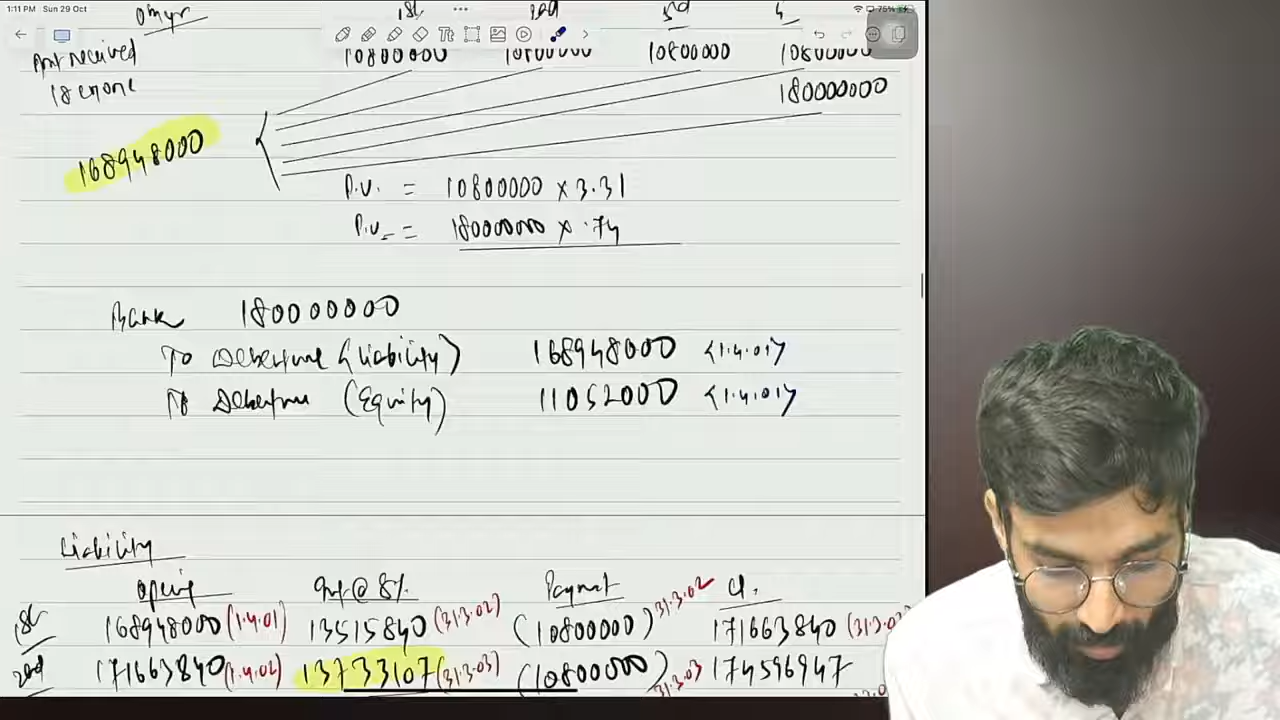 1:11 PM Sun 29 Oct 75%
0 myr 1st 2nd 3rd 4
Amt received 10800000 10800000 10800000 10800000
18 crore 180000000
168948000
P.V. = 10800000 × 3.31
P.V. = 180000000 × .74
Bank 180000000
To Debenture (Liability) 168948000 (1.4.01)
To Debenture (Equity) 11052000 (1.4.01)
Liability
Opening Int@8% Payment Cl.
1st 168948000 (1.4.01) 13515840 (31.3.02) (10800000) 31.3.02 171663840 (31.3.02
2nd 171663840 (1.4.02) 13733107 (31.3.03) (10800000) 31.3.03 174596947